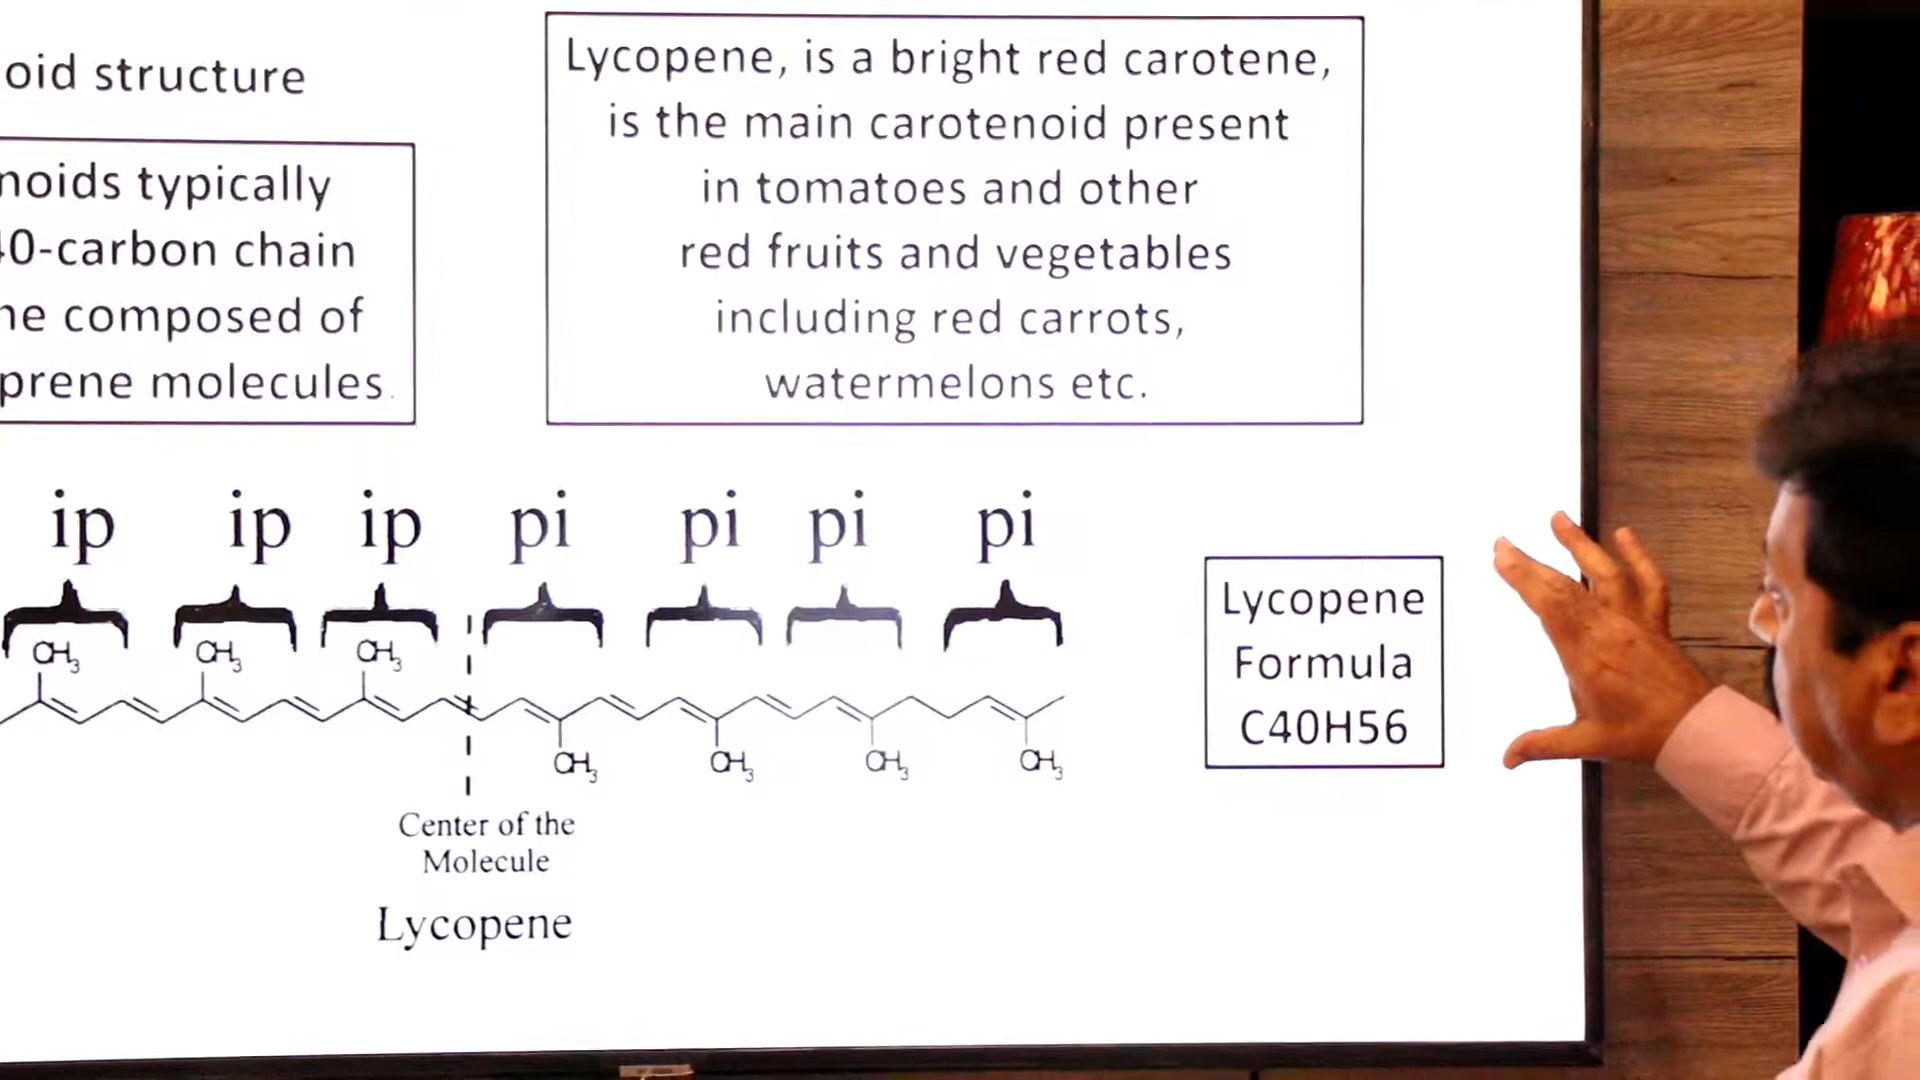 oid structure
noids typically
40-carbon chain
ne composed of
prene molecules.
Lycopene, is a bright red carotene,
is the main carotenoid present
in tomatoes and other
red fruits and vegetables
including red carrots,
watermelons etc.
ip ip ip pi pi pi pi
CH3 CH3 CH3
CH3 CH3 CH3 CH3
Center of the
Molecule
Lycopene
Lycopene
Formula
C40H56